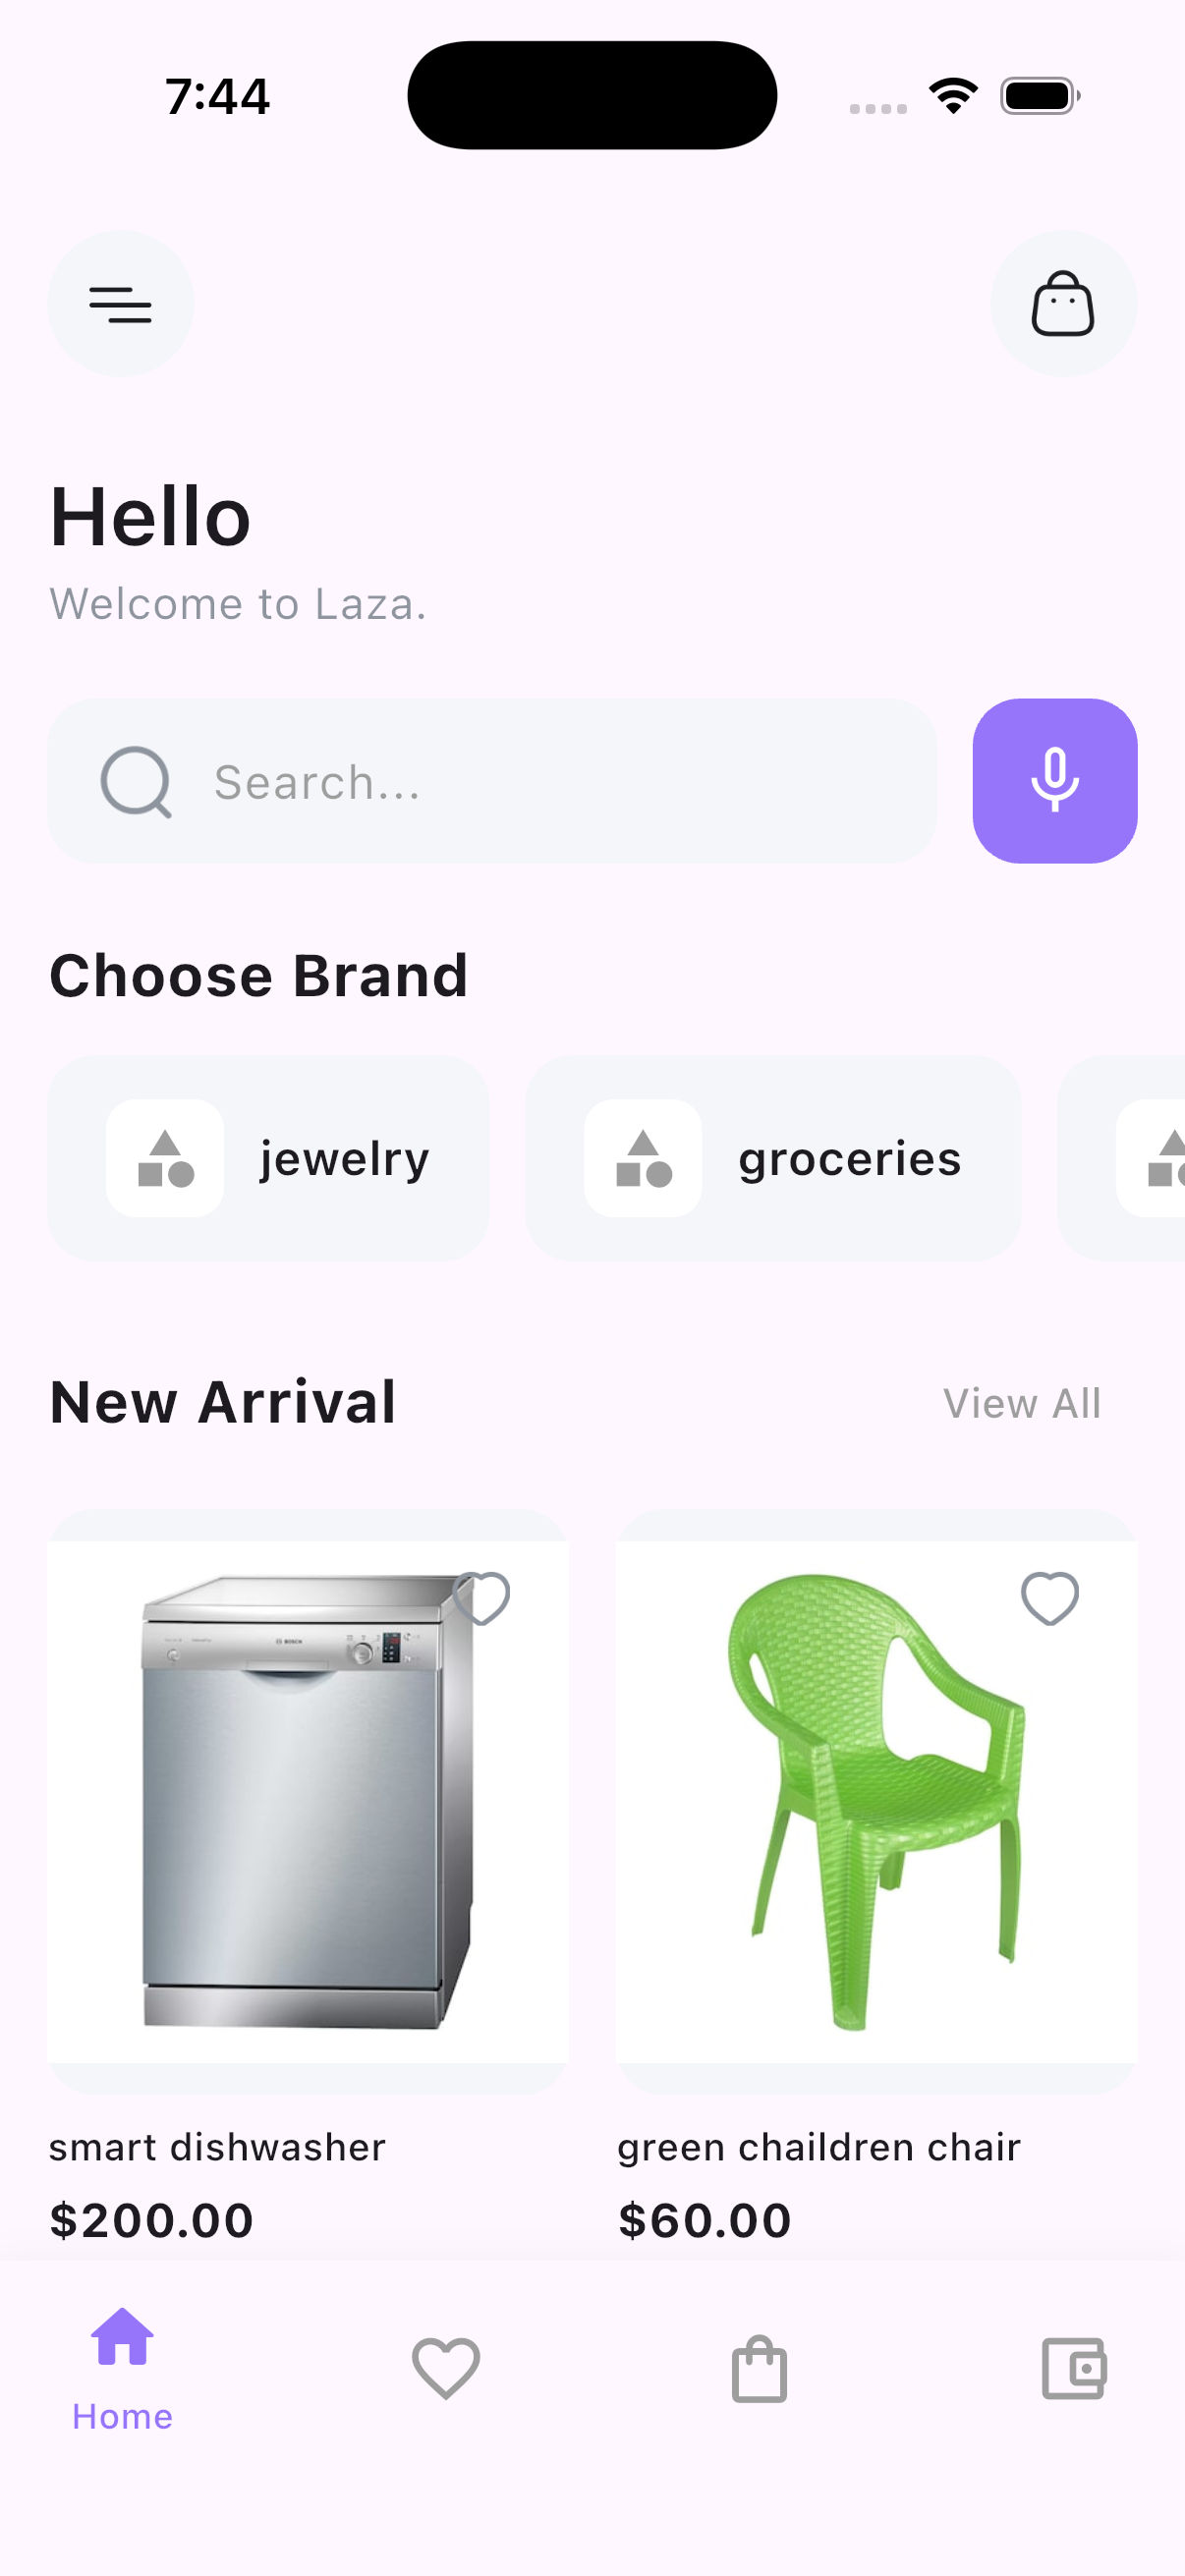 7:44
Hello
Welcome to Laza.
Search...
Choose Brand
jewelry
groceries
New Arrival
View All
BOSCH
smart dishwasher
green chaildren chair
$200.00
$60.00
Home